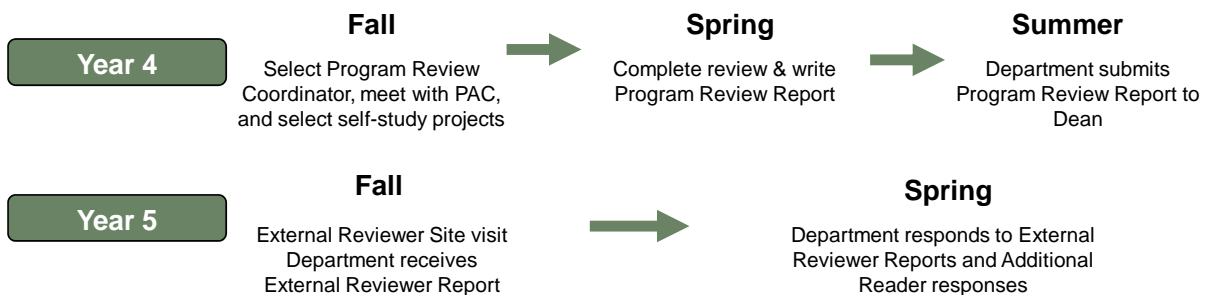 Year 4
Fall
Select Program Review
Coordinator, meet with PAC,
and select self-study projects
Spring
Complete review & write
Program Review Report
Summer
Department submits
Program Review Report to
Dean
Year 5
Fall
External Reviewer Site visit
Department receives
External Reviewer Report
Spring
Department responds to External
Reviewer Reports and Additional
Reader responses